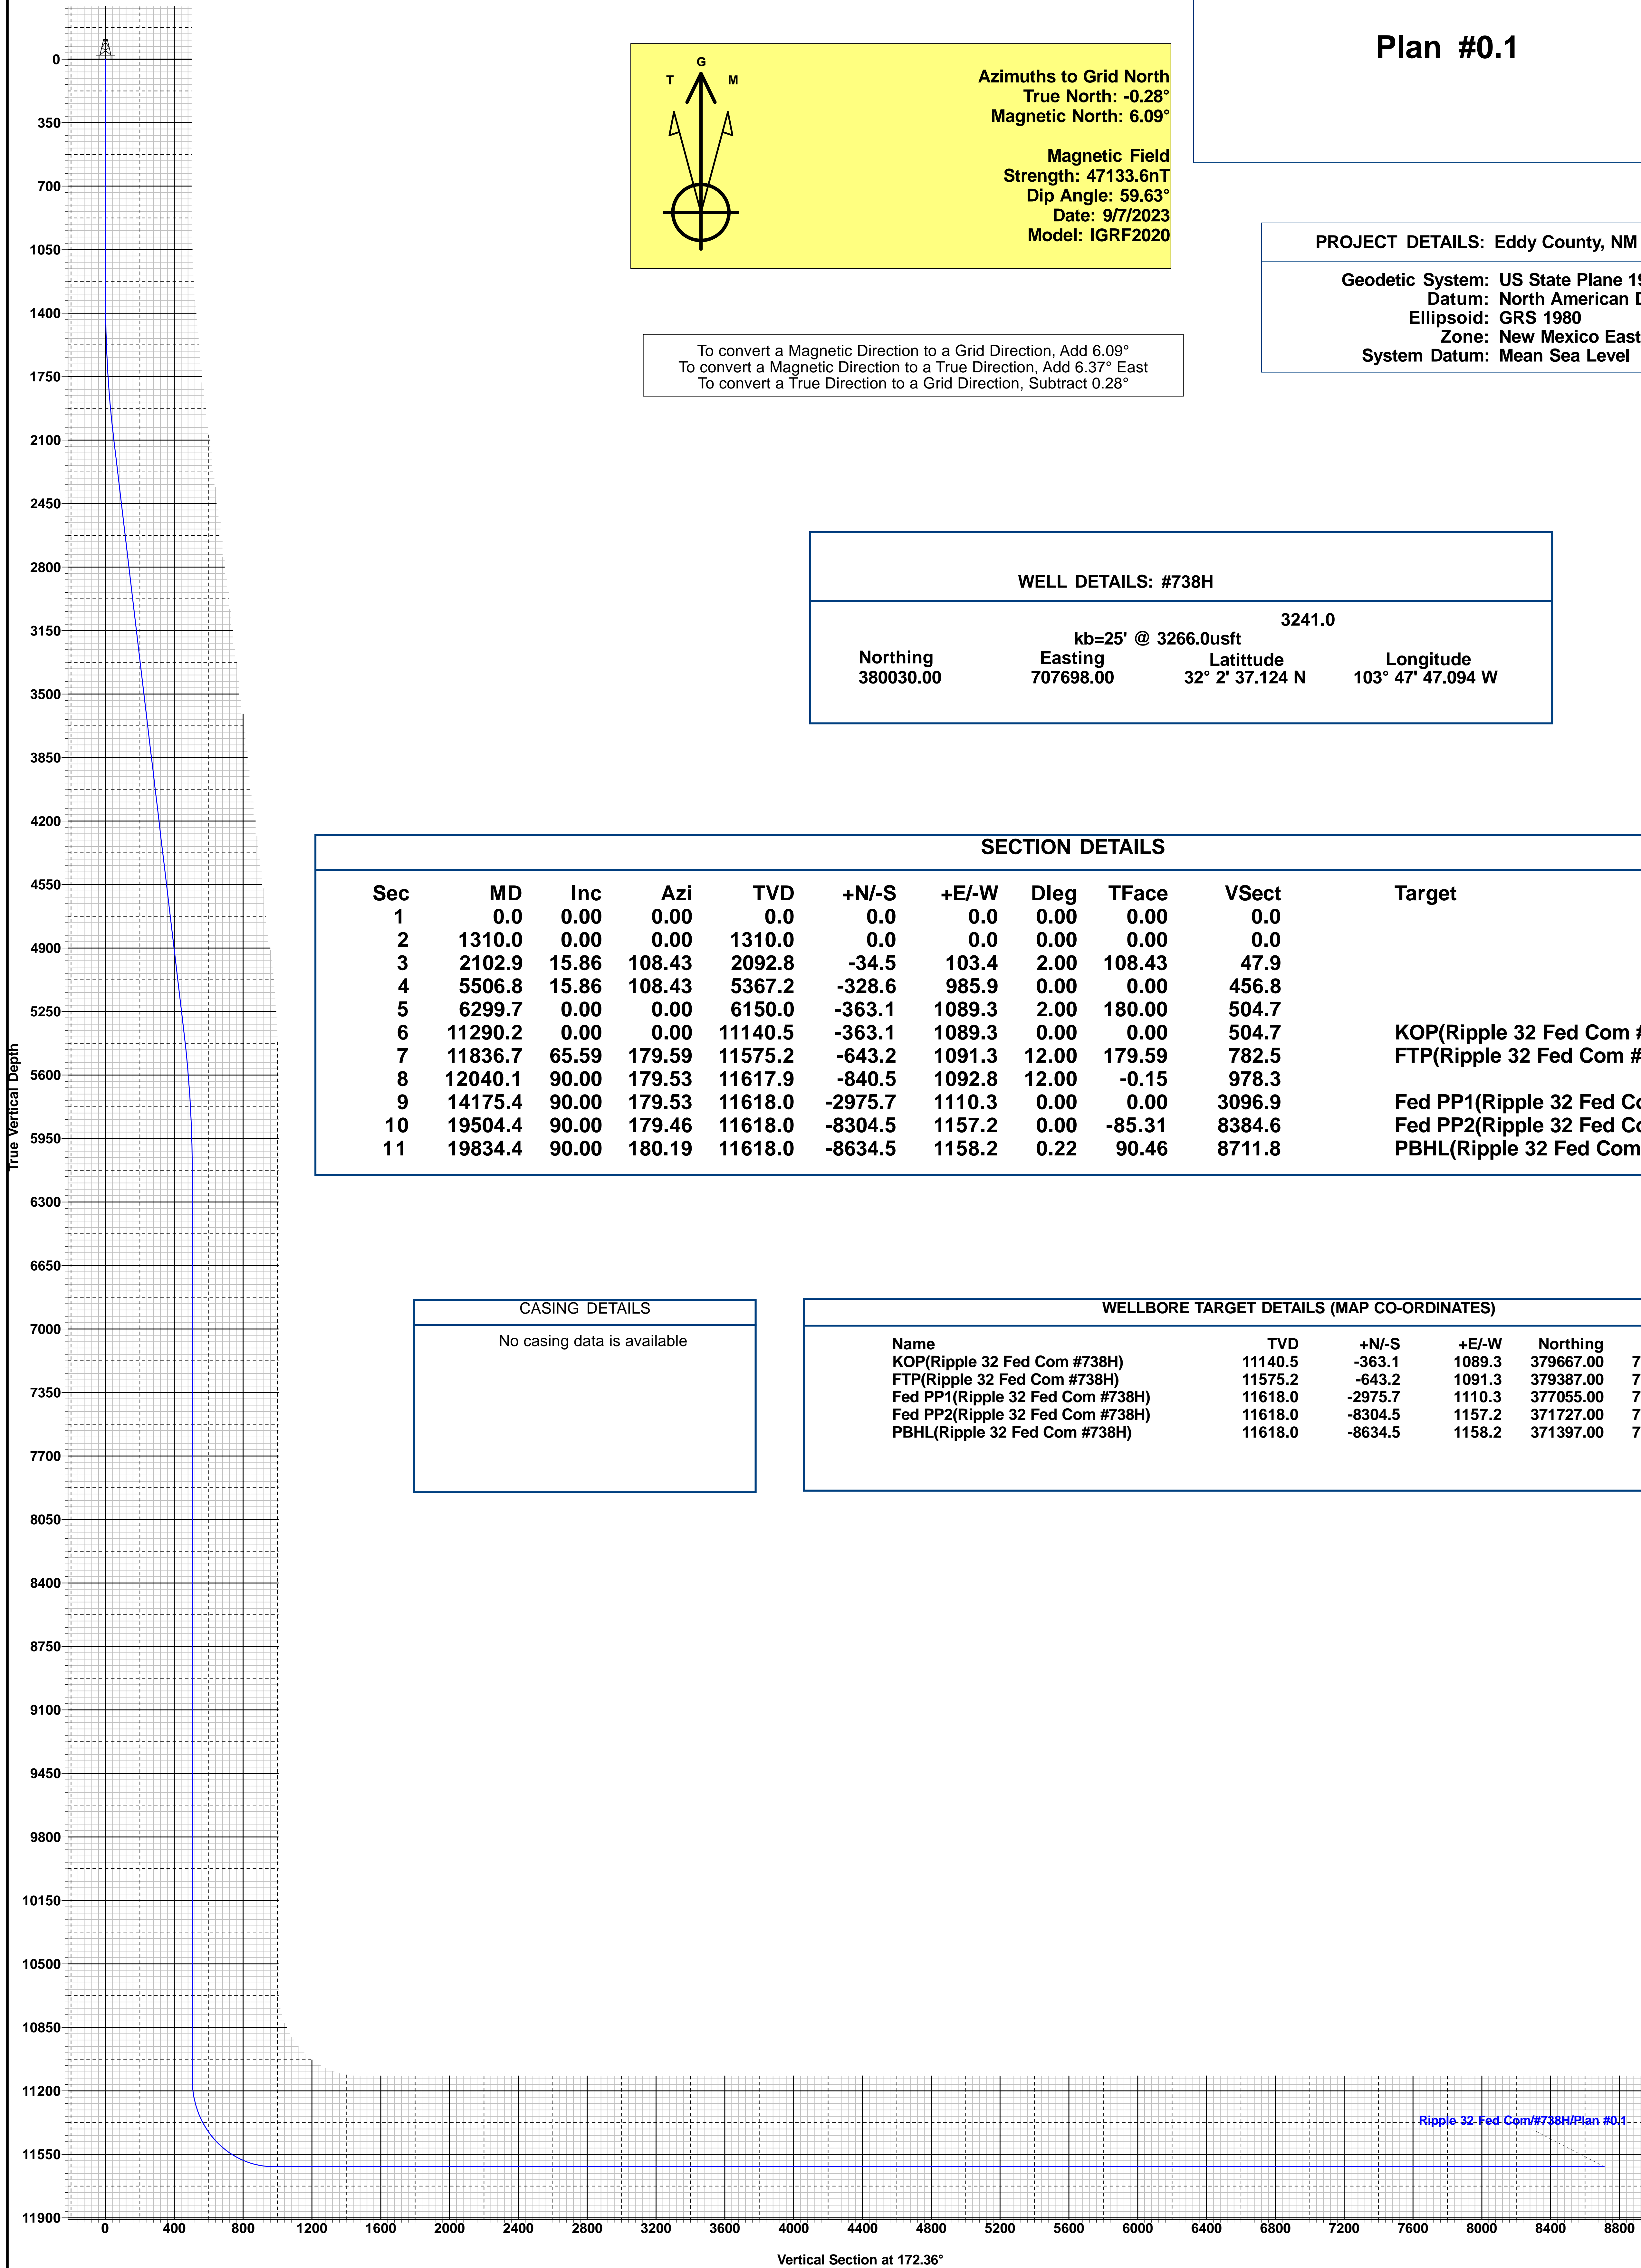 Plan #0.1
G
T M
Azimuths to Grid North
True North: -0.28°
Magnetic North: 6.09°
Magnetic Field
Strength: 47133.6nT
Dip Angle: 59.63°
Date: 9/7/2023
Model: IGRF2020
PROJECT DETAILS: Eddy County, NM
Geodetic System: US State Plane
Datum: North American
Ellipsoid: GRS 1980
Zone: New Mexico East
System Datum: Mean Sea Level
To convert a Magnetic Direction to a Grid Direction, Add 6.09°
To convert a Magnetic Direction to a True Direction, Add 6.37° East
To convert a True Direction to a Grid Direction, Subtract 0.28°
WELL DETAILS: #738H
3241.0
kb=25' @ 3266.0usft
Northing Easting Latittude Longitude
380030.00 707698.00 32° 2' 37.124 N 103° 47' 47.094 W
SECTION DETAILS
Sec MD Inc Azi TVD +N/-S +E/-W Dleg TFace VSect Target
1 0.0 0.00 0.00 0.0 0.0 0.0 0.00 0.00 0.0
2 1310.0 0.00 0.00 1310.0 0.0 0.0 0.00 0.00 0.0
3 2102.9 15.86 108.43 2092.8 -34.5 103.4 2.00 108.43 47.9
4 5506.8 15.86 108.43 5367.2 -328.6 985.9 0.00 0.00 456.8
5 6299.7 0.00 0.00 6150.0 -363.1 1089.3 2.00 180.00 504.7
6 11290.2 0.00 0.00 11140.5 -363.1 1089.3 0.00 0.00 504.7 KOP(Ripple 32 Fed Com
7 11836.7 65.59 179.59 11575.2 -643.2 1091.3 12.00 179.59 782.5 FTP(Ripple 32 Fed Com #
8 12040.1 90.00 179.53 11617.9 -840.5 1092.8 12.00 -0.15 978.3
9 14175.4 90.00 179.53 11618.0 -2975.7 1110.3 0.00 0.00 3096.9 Fed PP1(Ripple 32 Fed
10 19504.4 90.00 179.46 11618.0 -8304.5 1157.2 0.00 -85.31 8384.6 Fed PP2(Ripple 32 Fed
11 19834.4 90.00 180.19 11618.0 -8634.5 1158.2 0.22 90.46 8711.8 PBHL(Ripple 32 Fed Com
CASING DETAILS
No casing data is available
WELLBORE TARGET DETAILS (MAP CO-ORDINATES)
Name TVD +N/-S +E/-W Northing
KOP(Ripple 32 Fed Com #738H) 11140.5 -363.1 1089.3 379667.00 7
FTP(Ripple 32 Fed Com #738H) 11575.2 -643.2 1091.3 379387.00 7
Fed PP1(Ripple 32 Fed Com #738H) 11618.0 -2975.7 1110.3 377055.00 7
Fed PP2(Ripple 32 Fed Com #738H) 11618.0 -8304.5 1157.2 371727.00 7
PBHL(Ripple 32 Fed Com #738H) 11618.0 -8634.5 1158.2 371397.00 7
True Vertical Depth
0
350
700
1050
1400
1750
2100
2450
2800
3150
3500
3850
4200
4550
4900
5250
5600
5950
6300
6650
7000
7350
7700
8050
8400
8750
9100
9450
9800
10150
10500
10850
11200
11550
11900
Ripple 32 Fed Com/#738H/Plan #0.1
0 400 800 1200 1600 2000 2400 2800 3200 3600 4000 4400 4800 5200 5600 6000 6400 6800 7200 7600 8000 8400 8800
Vertical Section at 172.36°